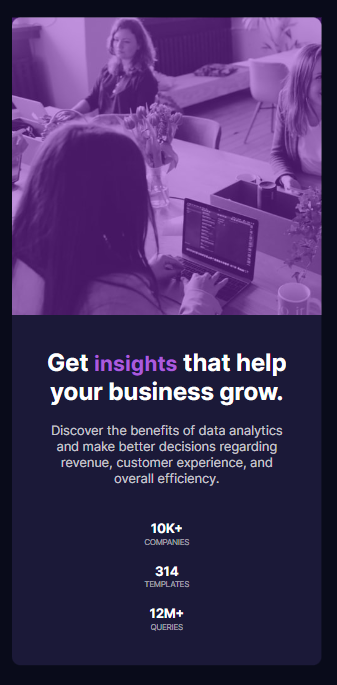 Get insights that help
your business grow.
Discover the benefits of data analytics
and make better decisions regarding
revenue, customer experience, and
overall efficiency.
10K+
COMPANIES
314
TEMPLATES
12M+
QUERIES